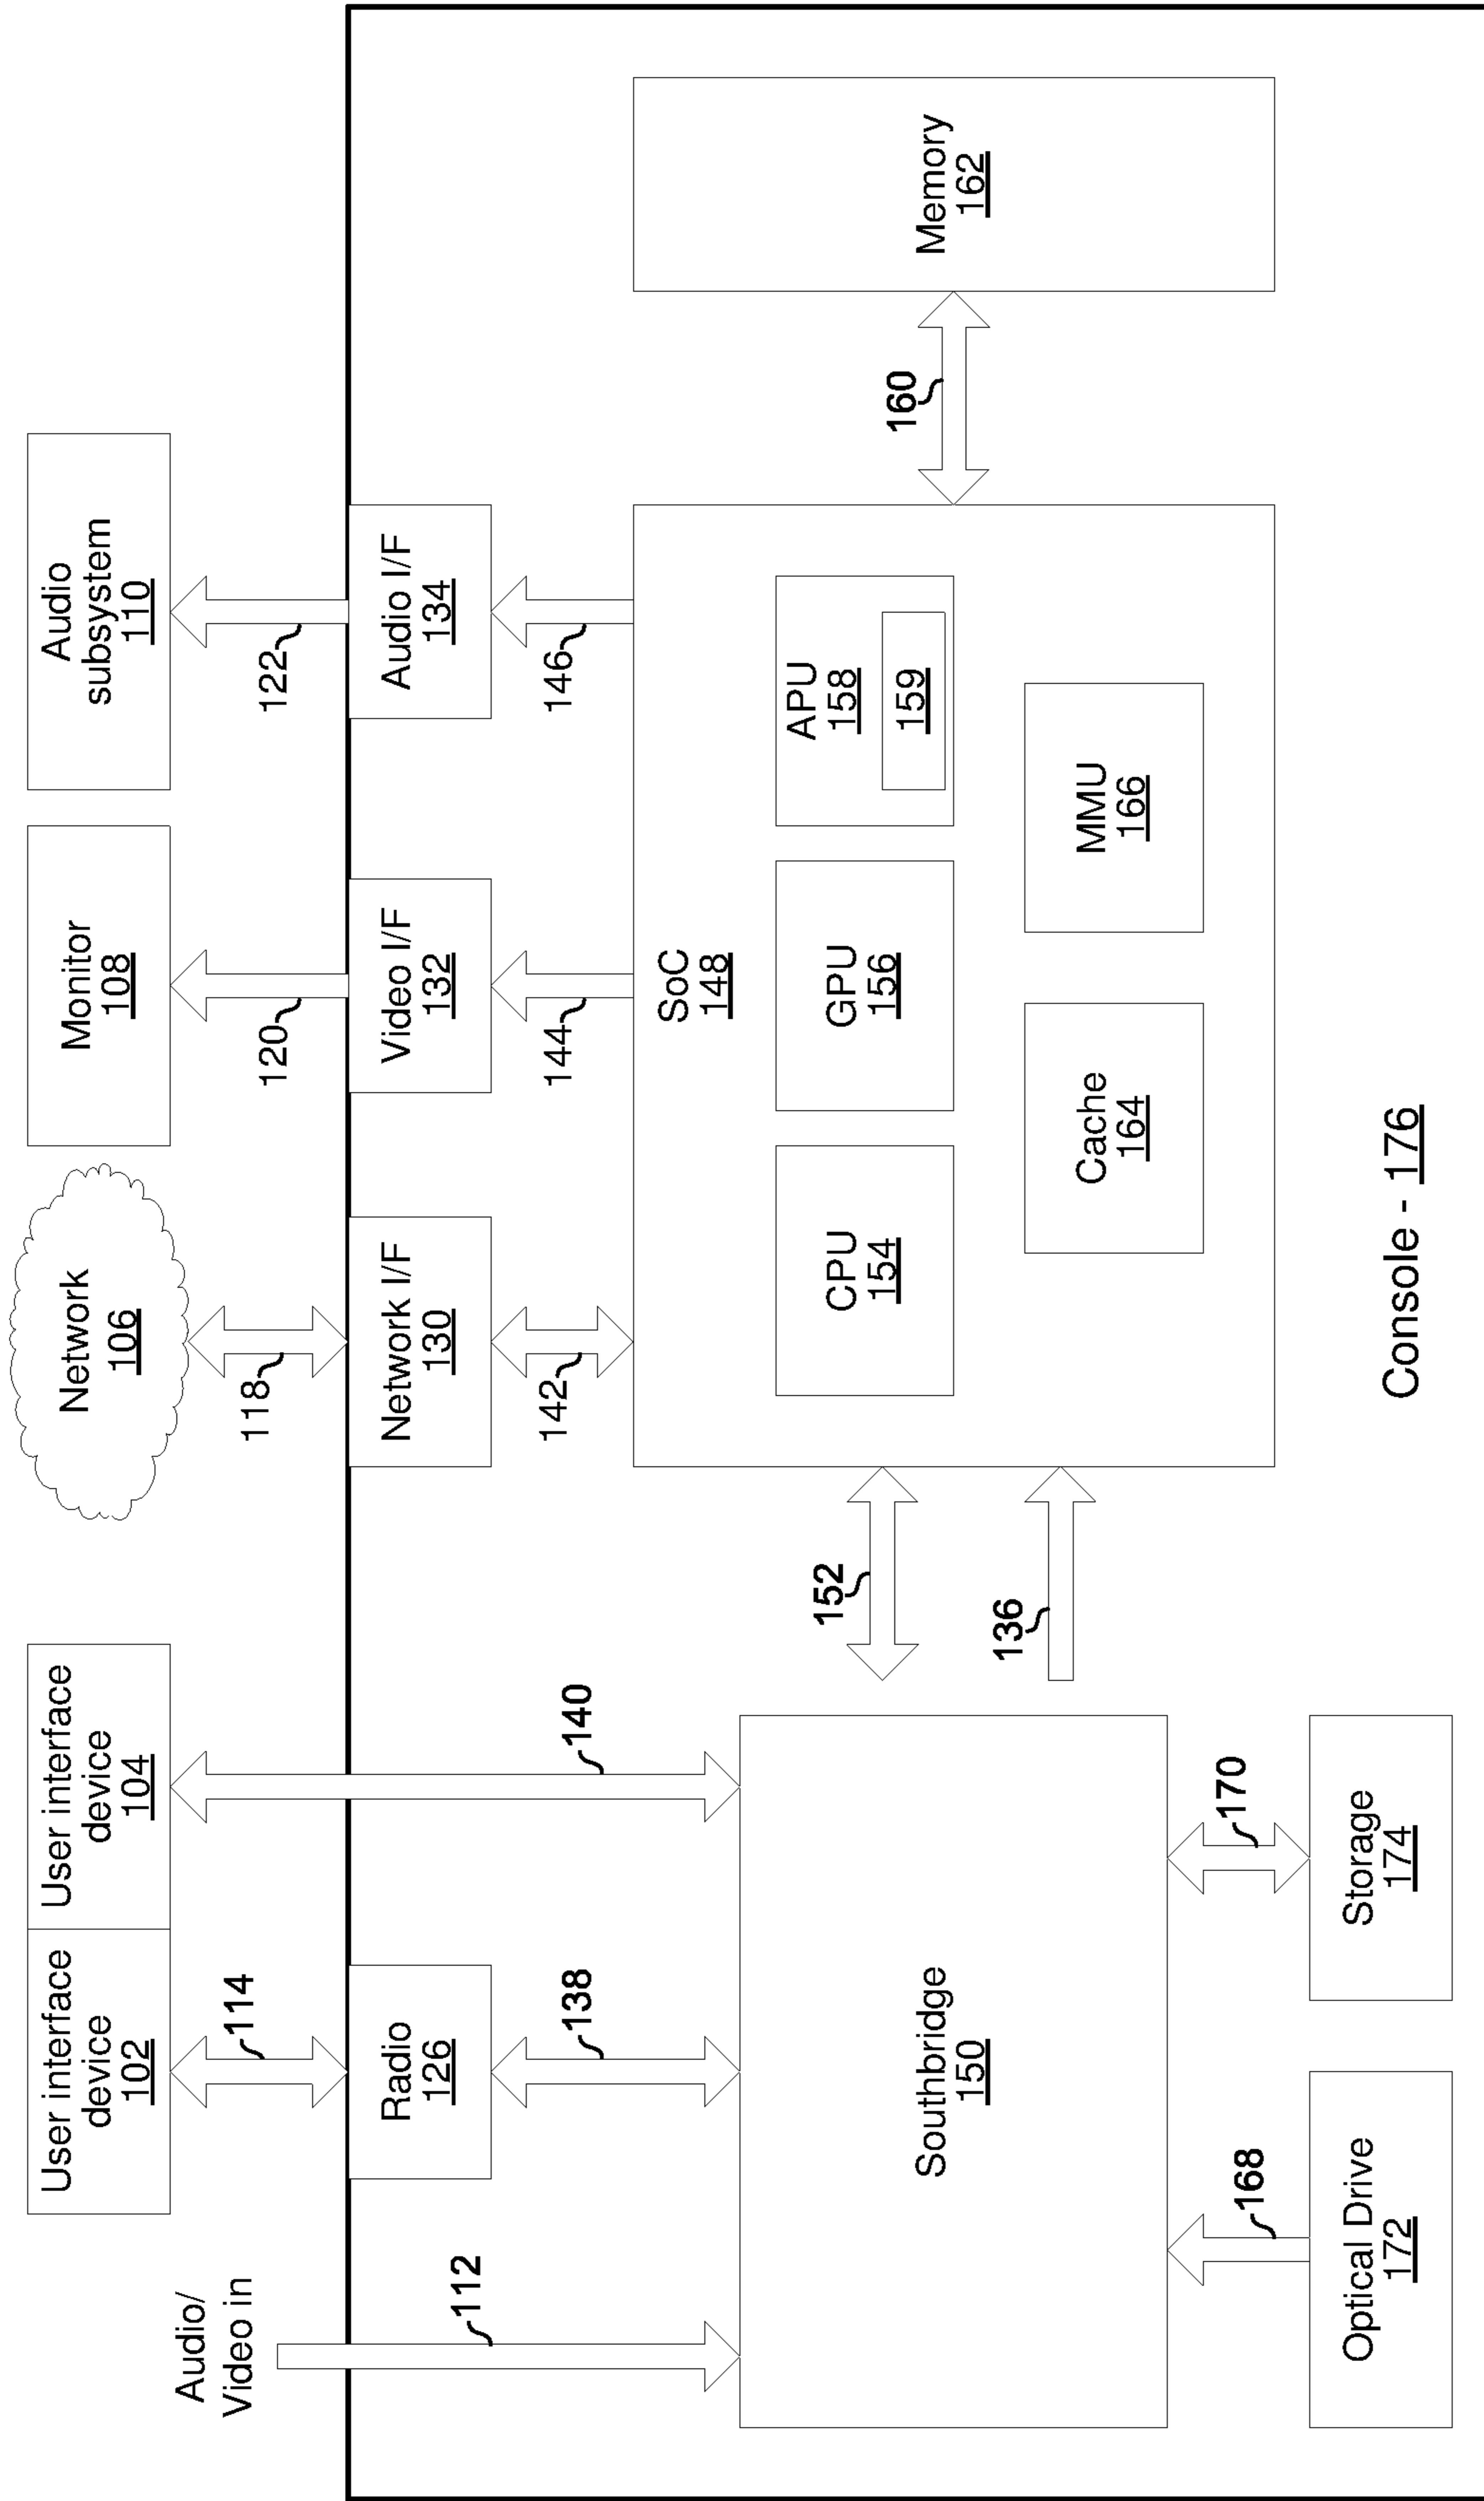 Audio/
Video in
User interface
device
102
User interface
device
104
Network
106
Monitor
108
Audio
subsystem
110
112
114
118
120
122
Radio
126
Network I/F
130
Video I/F
132
Audio I/F
134
138
140
142
144
146
Southbridge
150
152
136
SoC
148
CPU
154
GPU
156
APU
158
159
Cache
164
MMU
166
160
Memory
162
168
170
Optical Drive
172
Storage
174
Console - 176